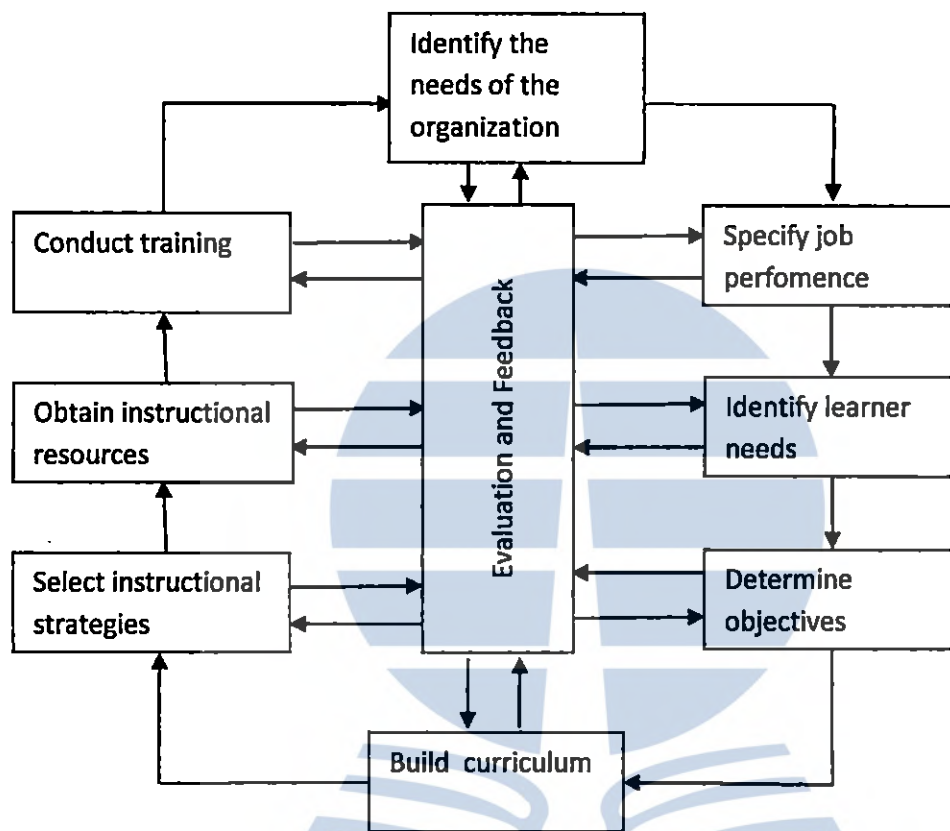 Identify the
needs of the
organization
Conduct training
Specify job
perfomence
Evaluation and Feedback
Obtain instructional
resources
Identify learner
needs
Select instructional
strategies
Determine
objectives
Build curriculum